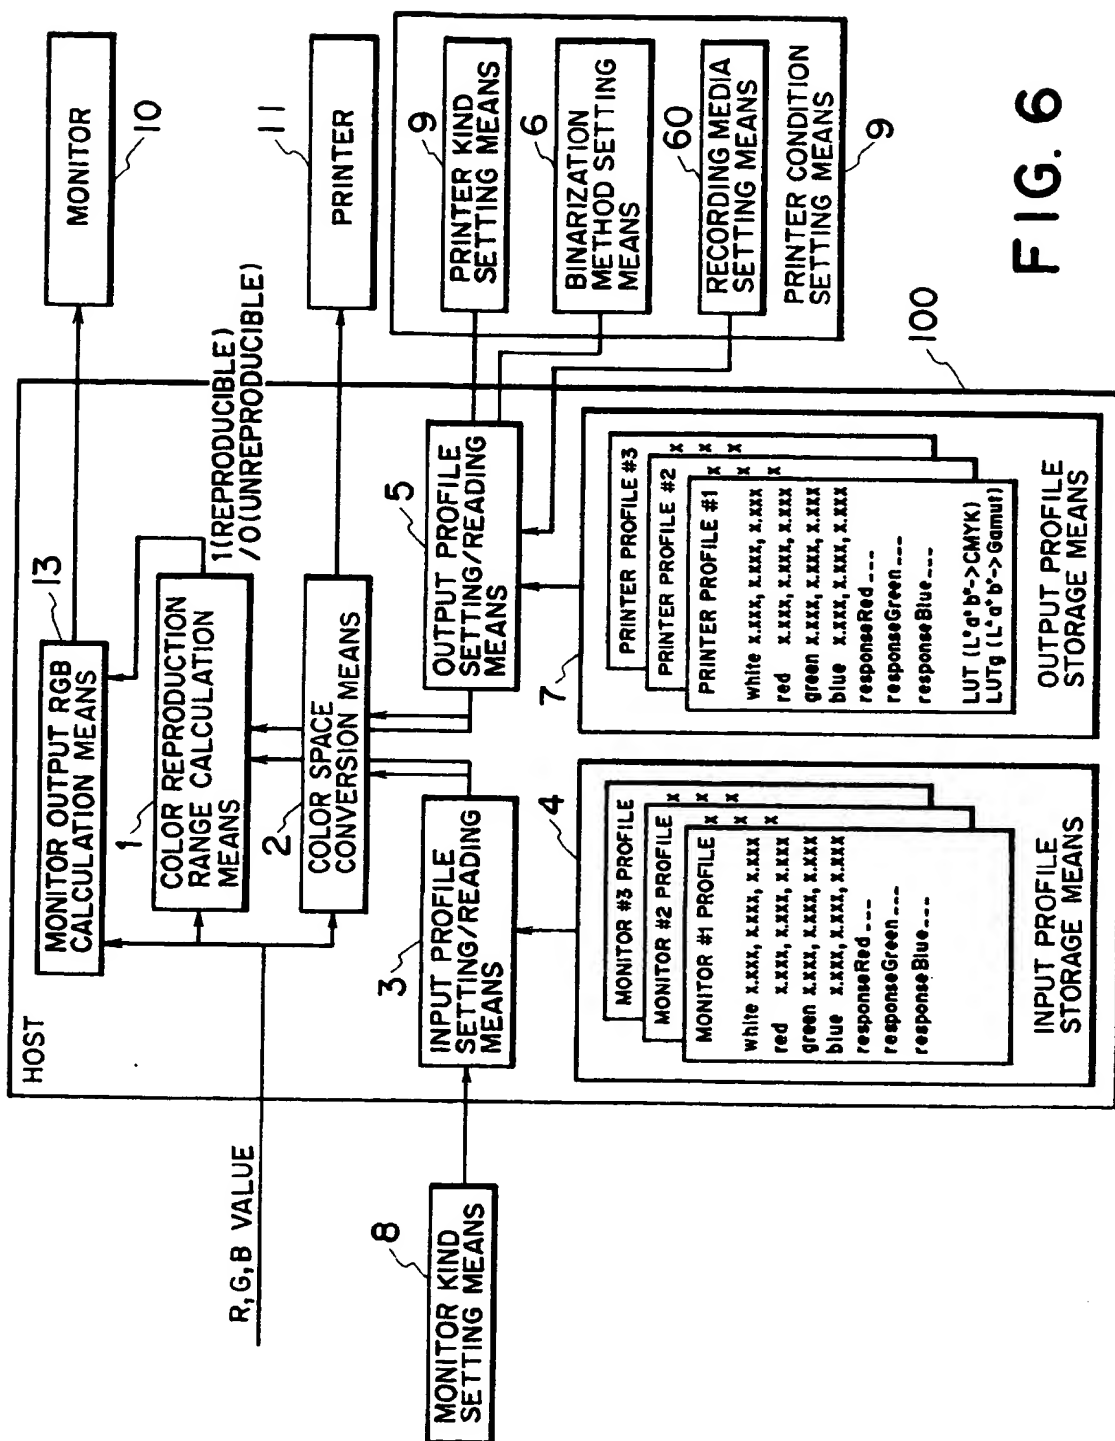 HOST
R,G,B VALUE
13
MONITOR OUTPUT RGB
CALCULATION MEANS
MONITOR
10
1
COLOR REPRODUCTION
RANGE CALCULATION
MEANS
1(REPRODUCIBLE)
/0(UNREPRODUCIBLE)
2
COLOR SPACE
CONVERSION MEANS
PRINTER
11
8
MONITOR KIND
SETTING MEANS
3
INPUT PROFILE
SETTING/READING
MEANS
5
OUTPUT PROFILE
SETTING/READING
MEANS
9
PRINTER KIND
SETTING MEANS
6
BINARIZATION
METHOD SETTING
MEANS
60
RECORDING MEDIA
SETTING MEANS
PRINTER CONDITION
SETTING MEANS
9
4
MONITOR #3 PROFILE
MONITOR #2 PROFILE
x
x
x
MONITOR #1 PROFILE
x
x
x
white x.xxx, x.xxx, x.xxx
red x.xxx, x.xxx, x.xxx
green x.xxx, x.xxx, x.xxx
blue x.xxx, x.xxx, x.xxx
responseRed---
responseGreen---
responseBlue---
INPUT PROFILE
STORAGE MEANS
7
PRINTER PROFILE #3
PRINTER PROFILE #2
x
x
x
PRINTER PROFILE #1
x
x
x
white x.xxx, x.xxx, x.xxx
red x.xxx, x.xxx, x.xxx
green x.xxx, x.xxx, x.xxx
blue x.xxx, x.xxx, x.xxx
responseRed---
responseGreen---
responseBlue---
LUT (L*a*b*->CMYK)
LUTg (L*a*b*->Gamut)
OUTPUT PROFILE
STORAGE MEANS
100
FIG. 6